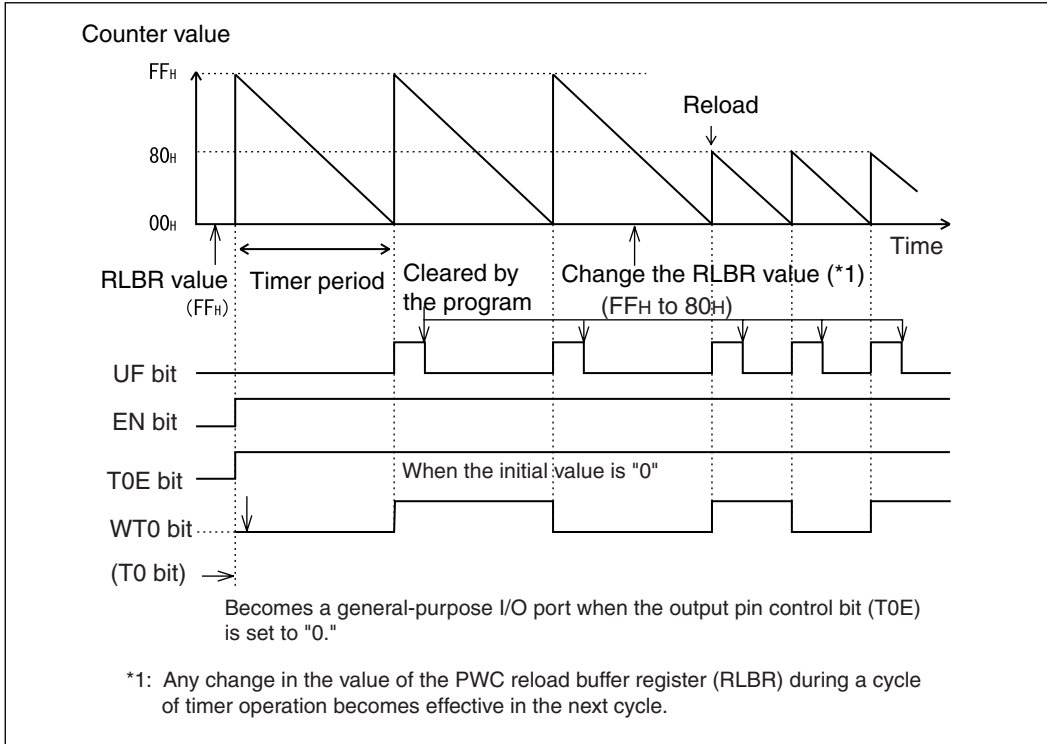 Counter value
FFH
Reload
80H
00H
Time
RLBR value
(FFH)
Timer period
Cleared by
the program
Change the RLBR value (*1)
(FFH to 80H)
UF bit
EN bit
T0E bit
When the initial value is "0"
WT0 bit
(T0 bit)
Becomes a general-purpose I/O port when the output pin control bit (T0E)
is set to "0."
*1: Any change in the value of the PWC reload buffer register (RLBR) during a cycle
of timer operation becomes effective in the next cycle.